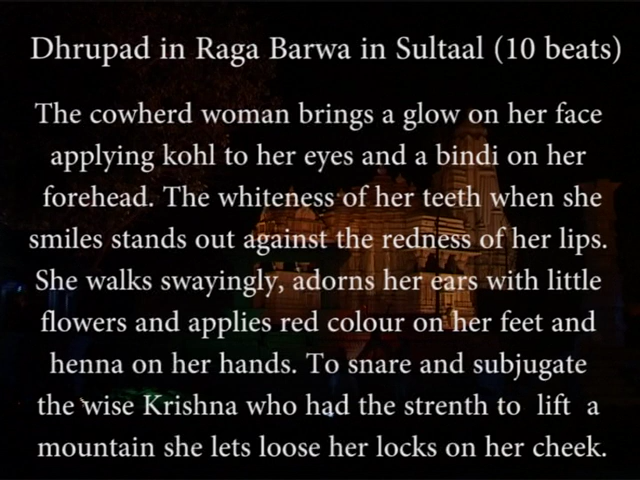 Dhrupad in Raga Barwa in Sultaal (10 beats)
The cowherd woman brings a glow on her face
applying kohl to her eyes and a bindi on her
forehead. The whiteness of her teeth when she
smiles stands out against the redness of her lips.
She walks swayingly, adorns her ears with little
flowers and applies red colour on her feet and
henna on her hands. To snare and subjugate
the wise Krishna who had the strenth to lift a
mountain she lets loose her locks on her cheek.